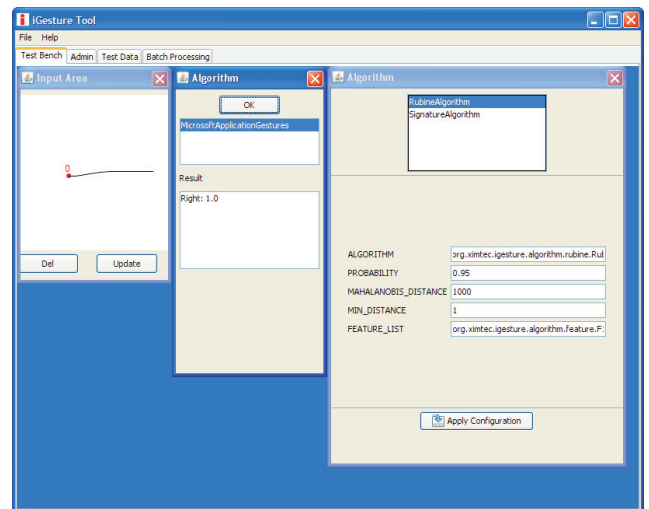 iGesture Tool
File Help
Test Bench Admin Test Data Batch Processing
Input Area
0
Del Update
Algorithm
OK
MicrosoftApplicationGestures
Result
Right: 1.0
Algorithm
RubineAlgorithm
SignatureAlgorithm
ALGORITHM org.ximtec.igesture.algorithm.rubine.Rul
PROBABILITY 0.95
MAHALANOBIS_DISTANCE 1000
MIN_DISTANCE 1
FEATURE_LIST org.ximtec.igesture.algorithm.feature.F:
Apply Configuration